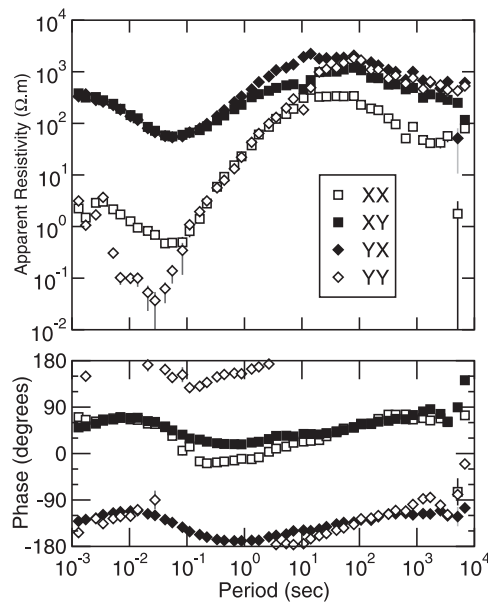 Apparent Resistivity (Ω.m)
10⁴
10³
10²
10¹
10⁰
10⁻¹
10⁻²
XX
XY
YX
YY
Phase (degrees)
180
90
0
-90
-180
10⁻³ 10⁻² 10⁻¹ 10⁰ 10¹ 10² 10³ 10⁴
Period (sec)